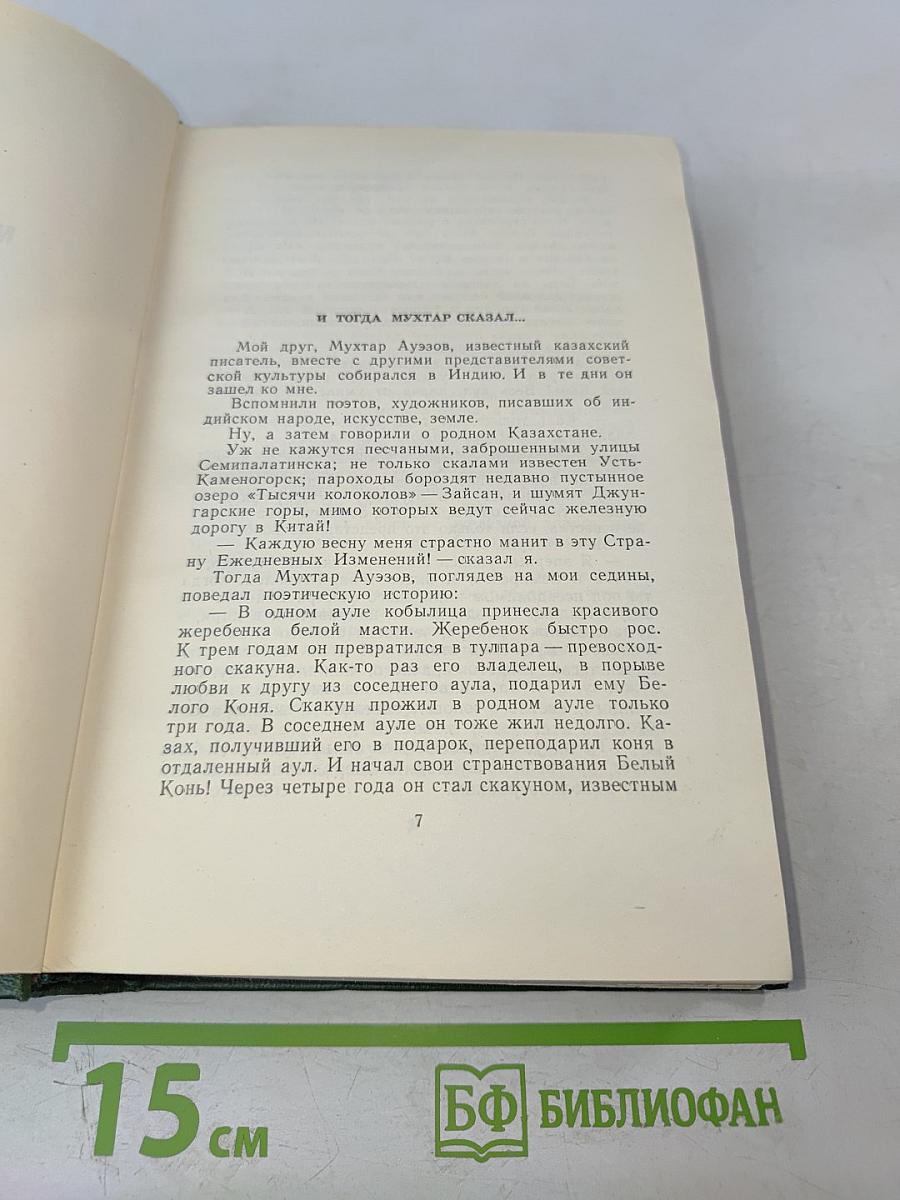 И ТОГДА МУХТАР СКАЗАЛ...
Мой друг, Мухтар Ауэзов, известный казахский
писатель, вместе с другими представителями совет-
ской культуры собирался в Индию. И в те дни он
зашел ко мне.
Вспомнили поэтов, художников, писавших об ин-
дийском народе, искусстве, земле.
Ну, а затем говорили о родном Казахстане.
Уж не кажутся песчаными, заброшенными улицы
Семипалатинска; не только скалами известен Усть-
Каменогорск; пароходы бороздят недавно пустынное
озеро «Тысячи колоколов» — Зайсан, и шумят Джун-
гарские горы, мимо которых ведут сейчас железную
дорогу в Китай!
— Каждую весну меня страстно манит в эту Стра-
ну Ежедневных Изменений! — сказал я.
Тогда Мухтар Ауэзов, поглядев на мои седины,
поведал поэтическую историю:
— В одном ауле кобылица принесла красивого
жеребенка белой масти. Жеребенок быстро рос.
К трем годам он превратился в тулпара — превосход-
ного скакуна. Как-то раз его владелец, в порыве
любви к другу из соседнего аула, подарил ему Бе-
лого Коня. Скакун прожил в родном ауле только
три года. В соседнем ауле он тоже жил недолго. Ка-
зах, получивший его в подарок, переподарил коня в
отдаленный аул. И начал свои странствования Белый
Конь! Через четыре года он стал скакуном, известным
7
15 см
БФ БИБЛИОФАН